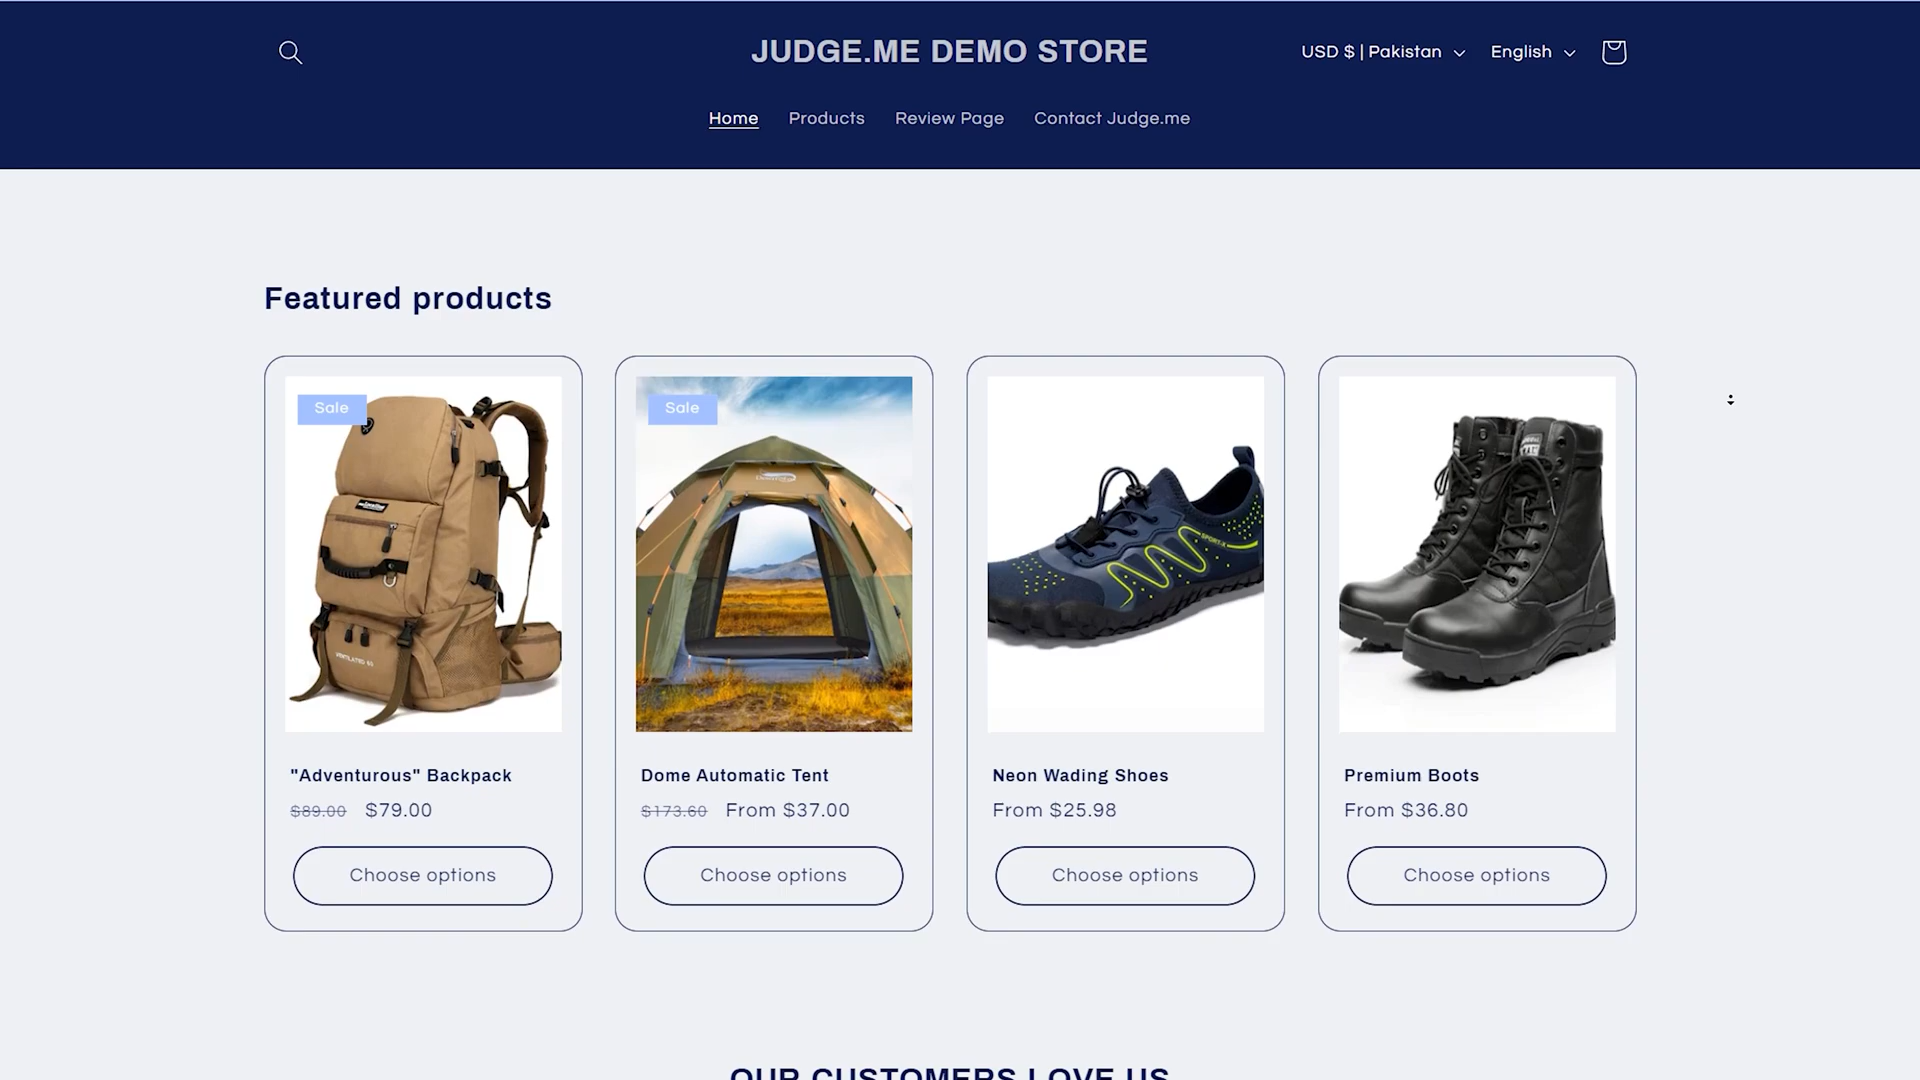 JUDGE.ME DEMO STORE
USD $ | Pakistan
English
Home
Products
Review Page
Contact Judge.me
Featured products
Sale
Sale
SPORT-X
"Adventurous" Backpack
$89.00 $79.00
Choose options
Dome Automatic Tent
$173.60 From $37.00
Choose options
Neon Wading Shoes
From $25.98
Choose options
Premium Boots
From $36.80
Choose options
OUR CUSTOMERS LOVE US